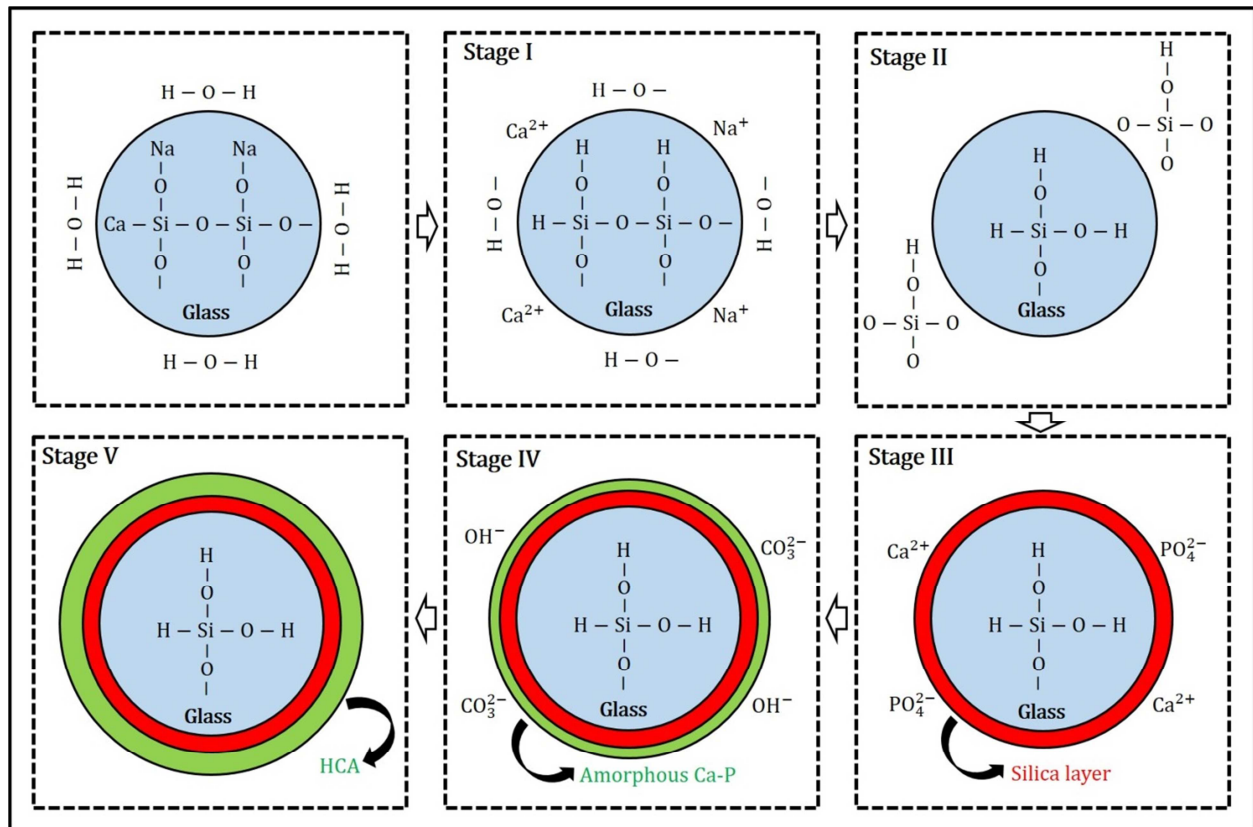 H – O – H
Na Na
O O
Ca – Si – O – Si – O –
O O
Glass
H – O – H
H – O – H
H – O – H
Stage I
H – O –
Ca²⁺ Na⁺
H H
O O
H – Si – O – Si – O –
O O
Glass
H – O –
H – O –
Ca²⁺ Na⁺
H – O –
Stage II
H
O
O – Si – O
O
H
O
H – Si – O – H
O
Glass
H
O
O – Si – O
O
Stage V
H
O
H – Si – O – H
O
Glass
HCA
Stage IV
OH⁻ CO₃²⁻
H
O
H – Si – O – H
O
CO₃²⁻ Glass OH⁻
Amorphous Ca-P
Stage III
Ca²⁺ PO₄²⁻
H
O
H – Si – O – H
O
PO₄²⁻ Glass Ca²⁺
Silica layer